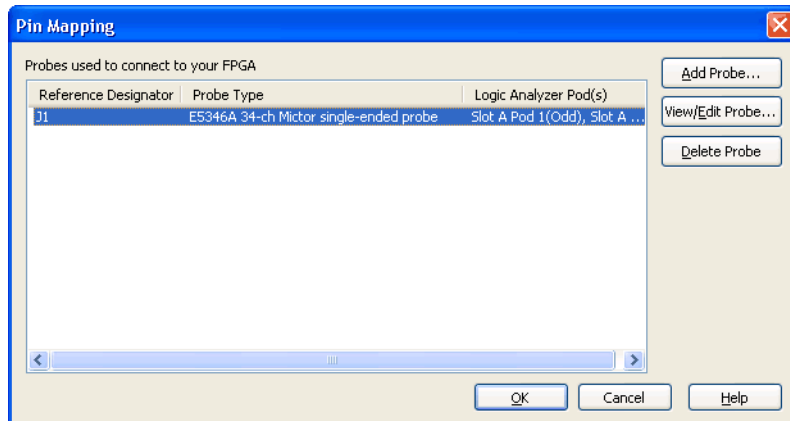 Pin Mapping
Probes used to connect to your FPGA
Reference Designator Probe Type Logic Analyzer Pod(s)
J1 E5346A 34-ch Mictor single-ended probe Slot A Pod 1(Odd), Slot A ...
Add Probe...
View/Edit Probe...
Delete Probe
OK Cancel Help